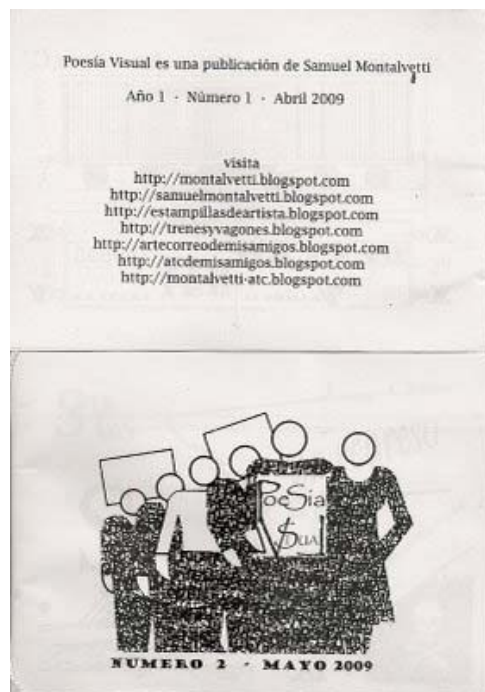 Poesía Visual es una publicación de Samuel Montalvetti
Año 1 · Número 1 · Abril 2009
visita
http://montalvetti.blogspot.com
http://samuelmontalvetti.blogspot.com
http://estampillasdeartista.blogspot.com
http://trenesyvagones.blogspot.com
http://artecorreodemisamigos.blogspot.com
http://atcdemisamigos.blogspot.com
http://montalvetti-atc.blogspot.com
PoeSia
ViSual
NUMERO 2 · MAYO 2009